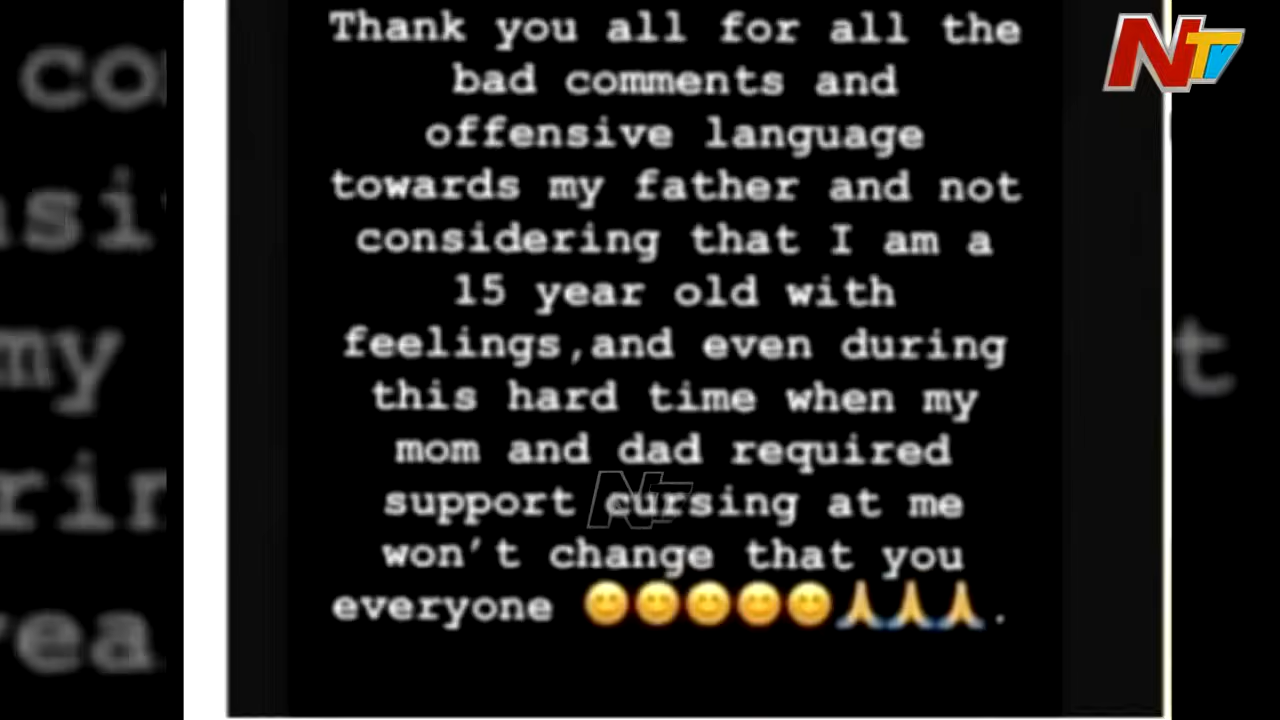 NTV
Thank you all for all the
bad comments and
offensive language
towards my father and not
considering that I am a
15 year old with
feelings,and even during
this hard time when my
mom and dad required
support cursing at me
won't change that you
everyone 😊😊😊😊😊🙏🙏🙏.